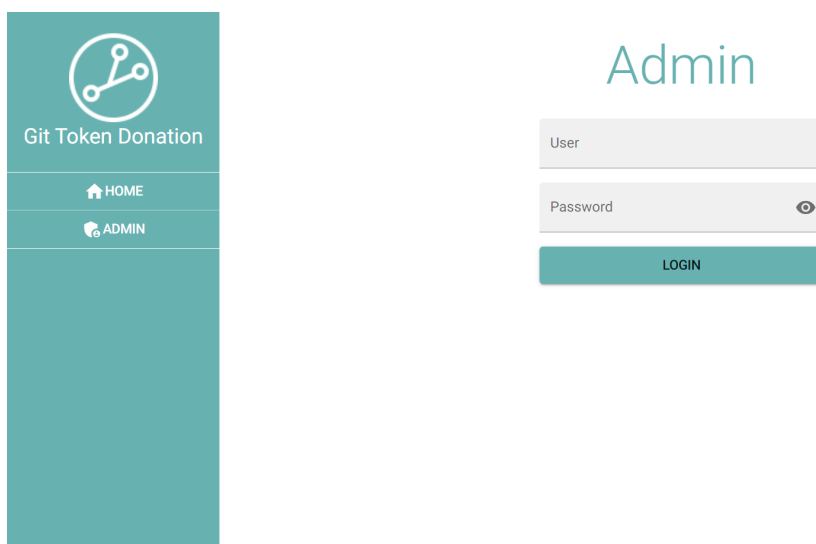 Git Token Donation
HOME
ADMIN
Admin
User
Password
LOGIN